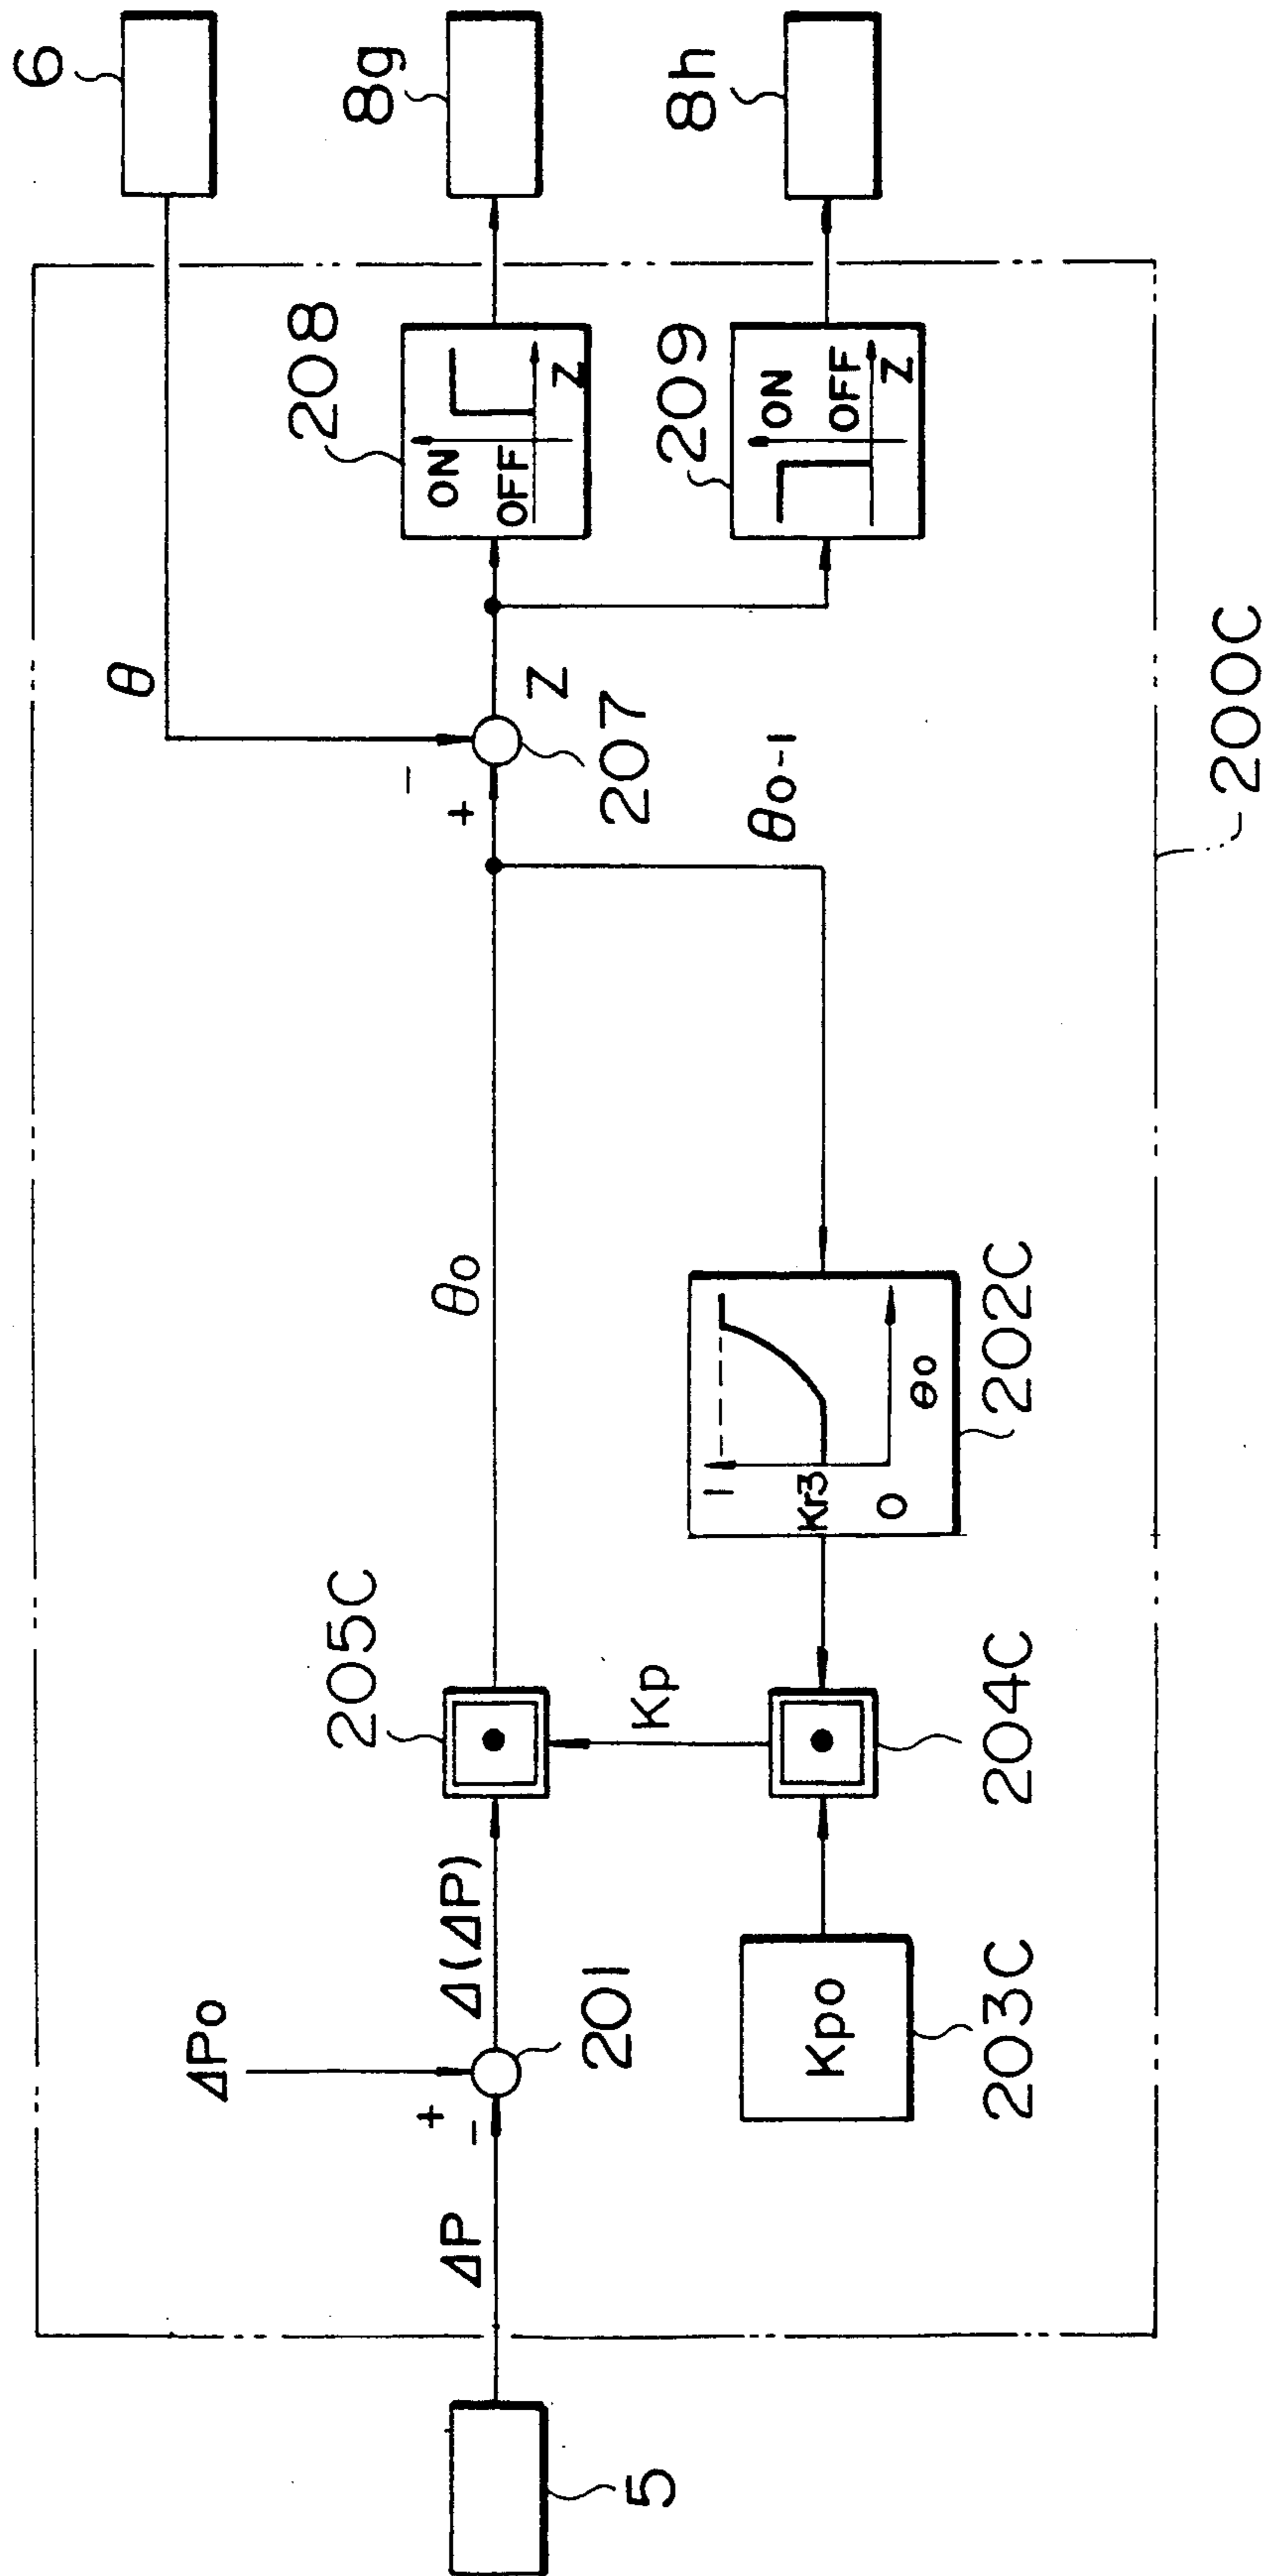 6
8g
8h
θ
208
ON
OFF
Z
209
ON
OFF
Z
Z
207
-
+
θo-1
200C
θo
1
Kr3
0
θo
202C
205C
Kp
204C
ΔPo
Δ(ΔP)
+
-
201
Kpo
203C
ΔP
5